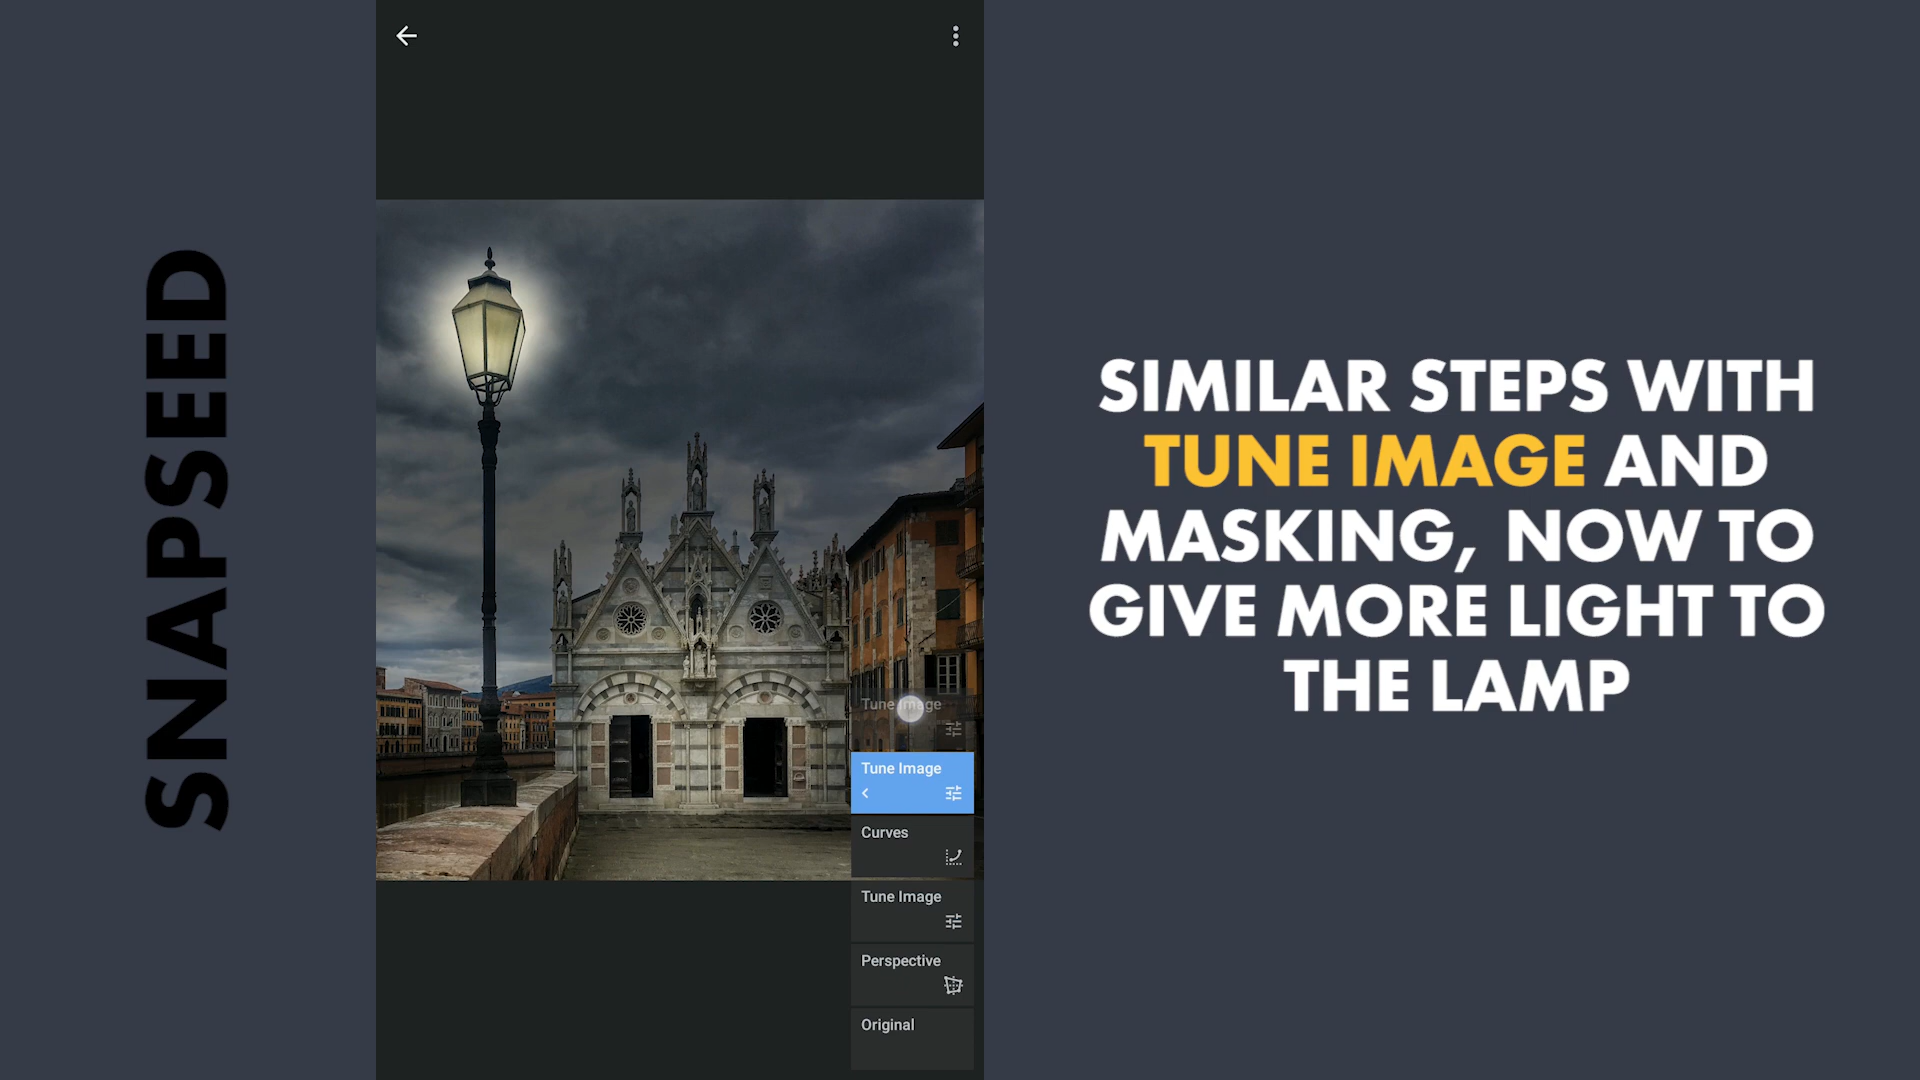 SNAPSEED
Tune Image
Tune Image
Curves
Tune Image
Perspective
Original
SIMILAR STEPS WITH
TUNE IMAGE AND
MASKING, NOW TO
GIVE MORE LIGHT TO
THE LAMP